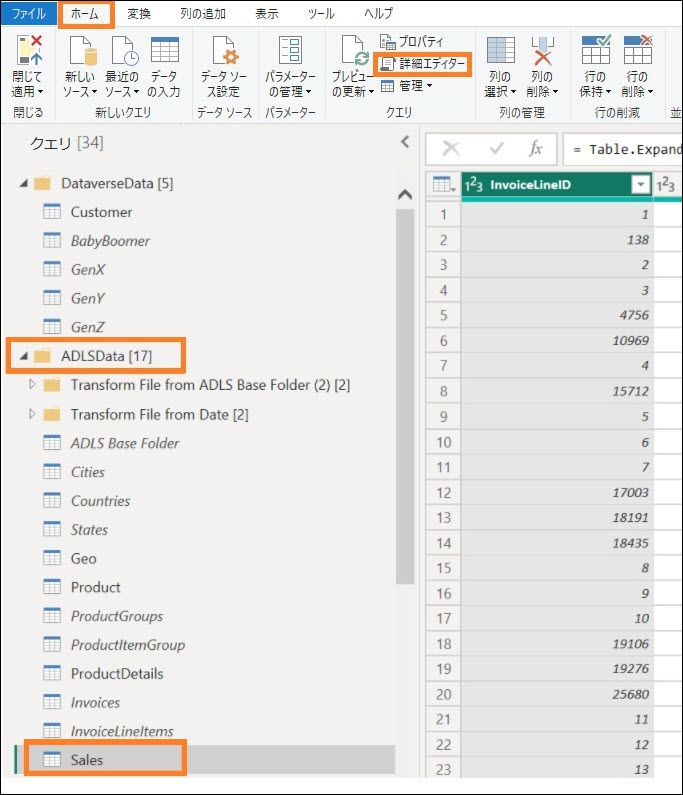 ファイル ホーム 変換 列の追加 表示 ツール ヘルプ
閉じて適用 新しいソース 最近のソース データの入力 データ ソース設定 パラメーターの管理 プレビューの更新 プロパティ 詳細エディター 管理 列の選択 列の削除 行の保持 行の削除
閉じる 新しいクエリ データ ソース パラメーター クエリ 列の管理 行の削減 並
クエリ [34]
fx = Table.Expand
DataverseData [5]
Customer
BabyBoomer
GenX
GenY
GenZ
ADLSData [17]
Transform File from ADLS Base Folder (2) [2]
Transform File from Date [2]
ADLS Base Folder
Cities
Countries
States
Geo
Product
ProductGroups
ProductItemGroup
ProductDetails
Invoices
InvoiceLineItems
Sales
1²3 InvoiceLineID 1²3
1 1
2 138
3 2
4 3
5 4756
6 10969
7 4
8 15712
9 5
10 6
11 7
12 17003
13 18191
14 18435
15 8
16 9
17 10
18 19106
19 19276
20 25680
21 11
22 12
23 13